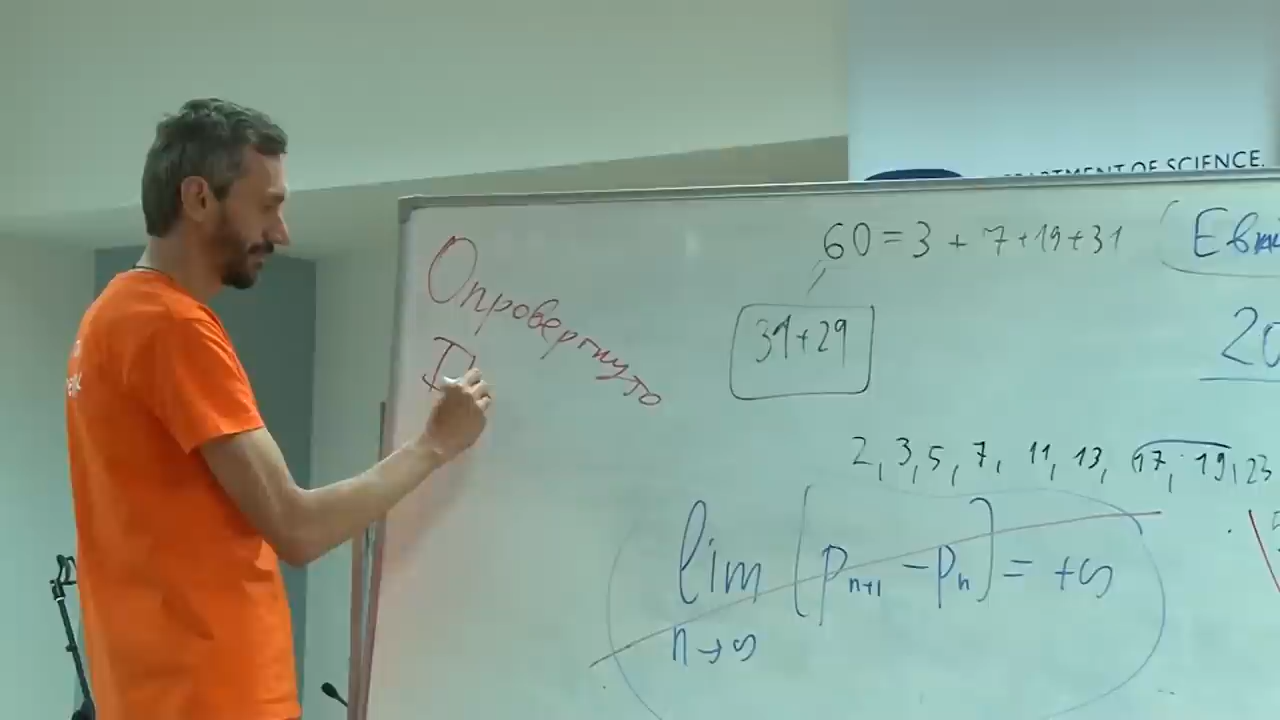 DEPARTMENT OF SCIENCE.
60 = 3 + 7 + 19 + 31
31 + 29
Опровергнуто
20
2, 3, 5, 7, 11, 13, 17, 19, 23
lim (p_{n+1} - p_n) = +∞
n → ∞